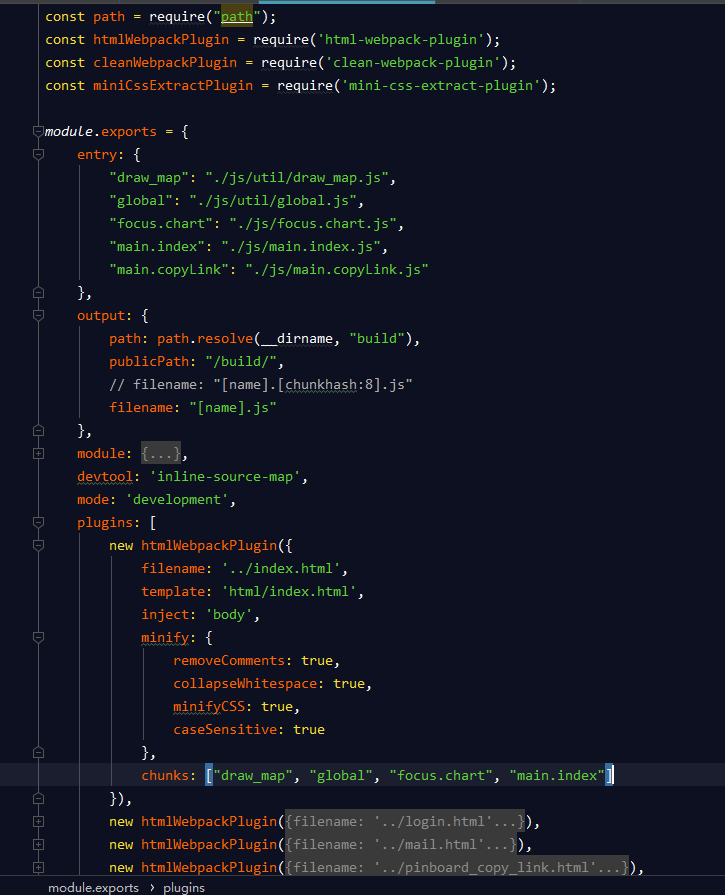 const path = require("path");
const htmlWebpackPlugin = require('html-webpack-plugin');
const cleanWebpackPlugin = require('clean-webpack-plugin');
const miniCssExtractPlugin = require('mini-css-extract-plugin');
module.exports = {
entry: {
"draw_map": "./js/util/draw_map.js",
"global": "./js/util/global.js",
"focus.chart": "./js/focus.chart.js",
"main.index": "./js/main.index.js",
"main.copyLink": "./js/main.copyLink.js"
},
output: {
path: path.resolve(__dirname, "build"),
publicPath: "/build/",
// filename: "[name].[chunkhash:8].js"
filename: "[name].js"
},
module: {...},
devtool: 'inline-source-map',
mode: 'development',
plugins: [
new htmlWebpackPlugin({
filename: '../index.html',
template: 'html/index.html',
inject: 'body',
minify: {
removeComments: true,
collapseWhitespace: true,
minifyCSS: true,
caseSensitive: true
},
chunks: ["draw_map", "global", "focus.chart", "main.index"]
}),
new htmlWebpackPlugin({filename: '../login.html'...}),
new htmlWebpackPlugin({filename: '../mail.html'...}),
new htmlWebpackPlugin({filename: '../pinboard_copy_link.html'...}),
module.exports › plugins